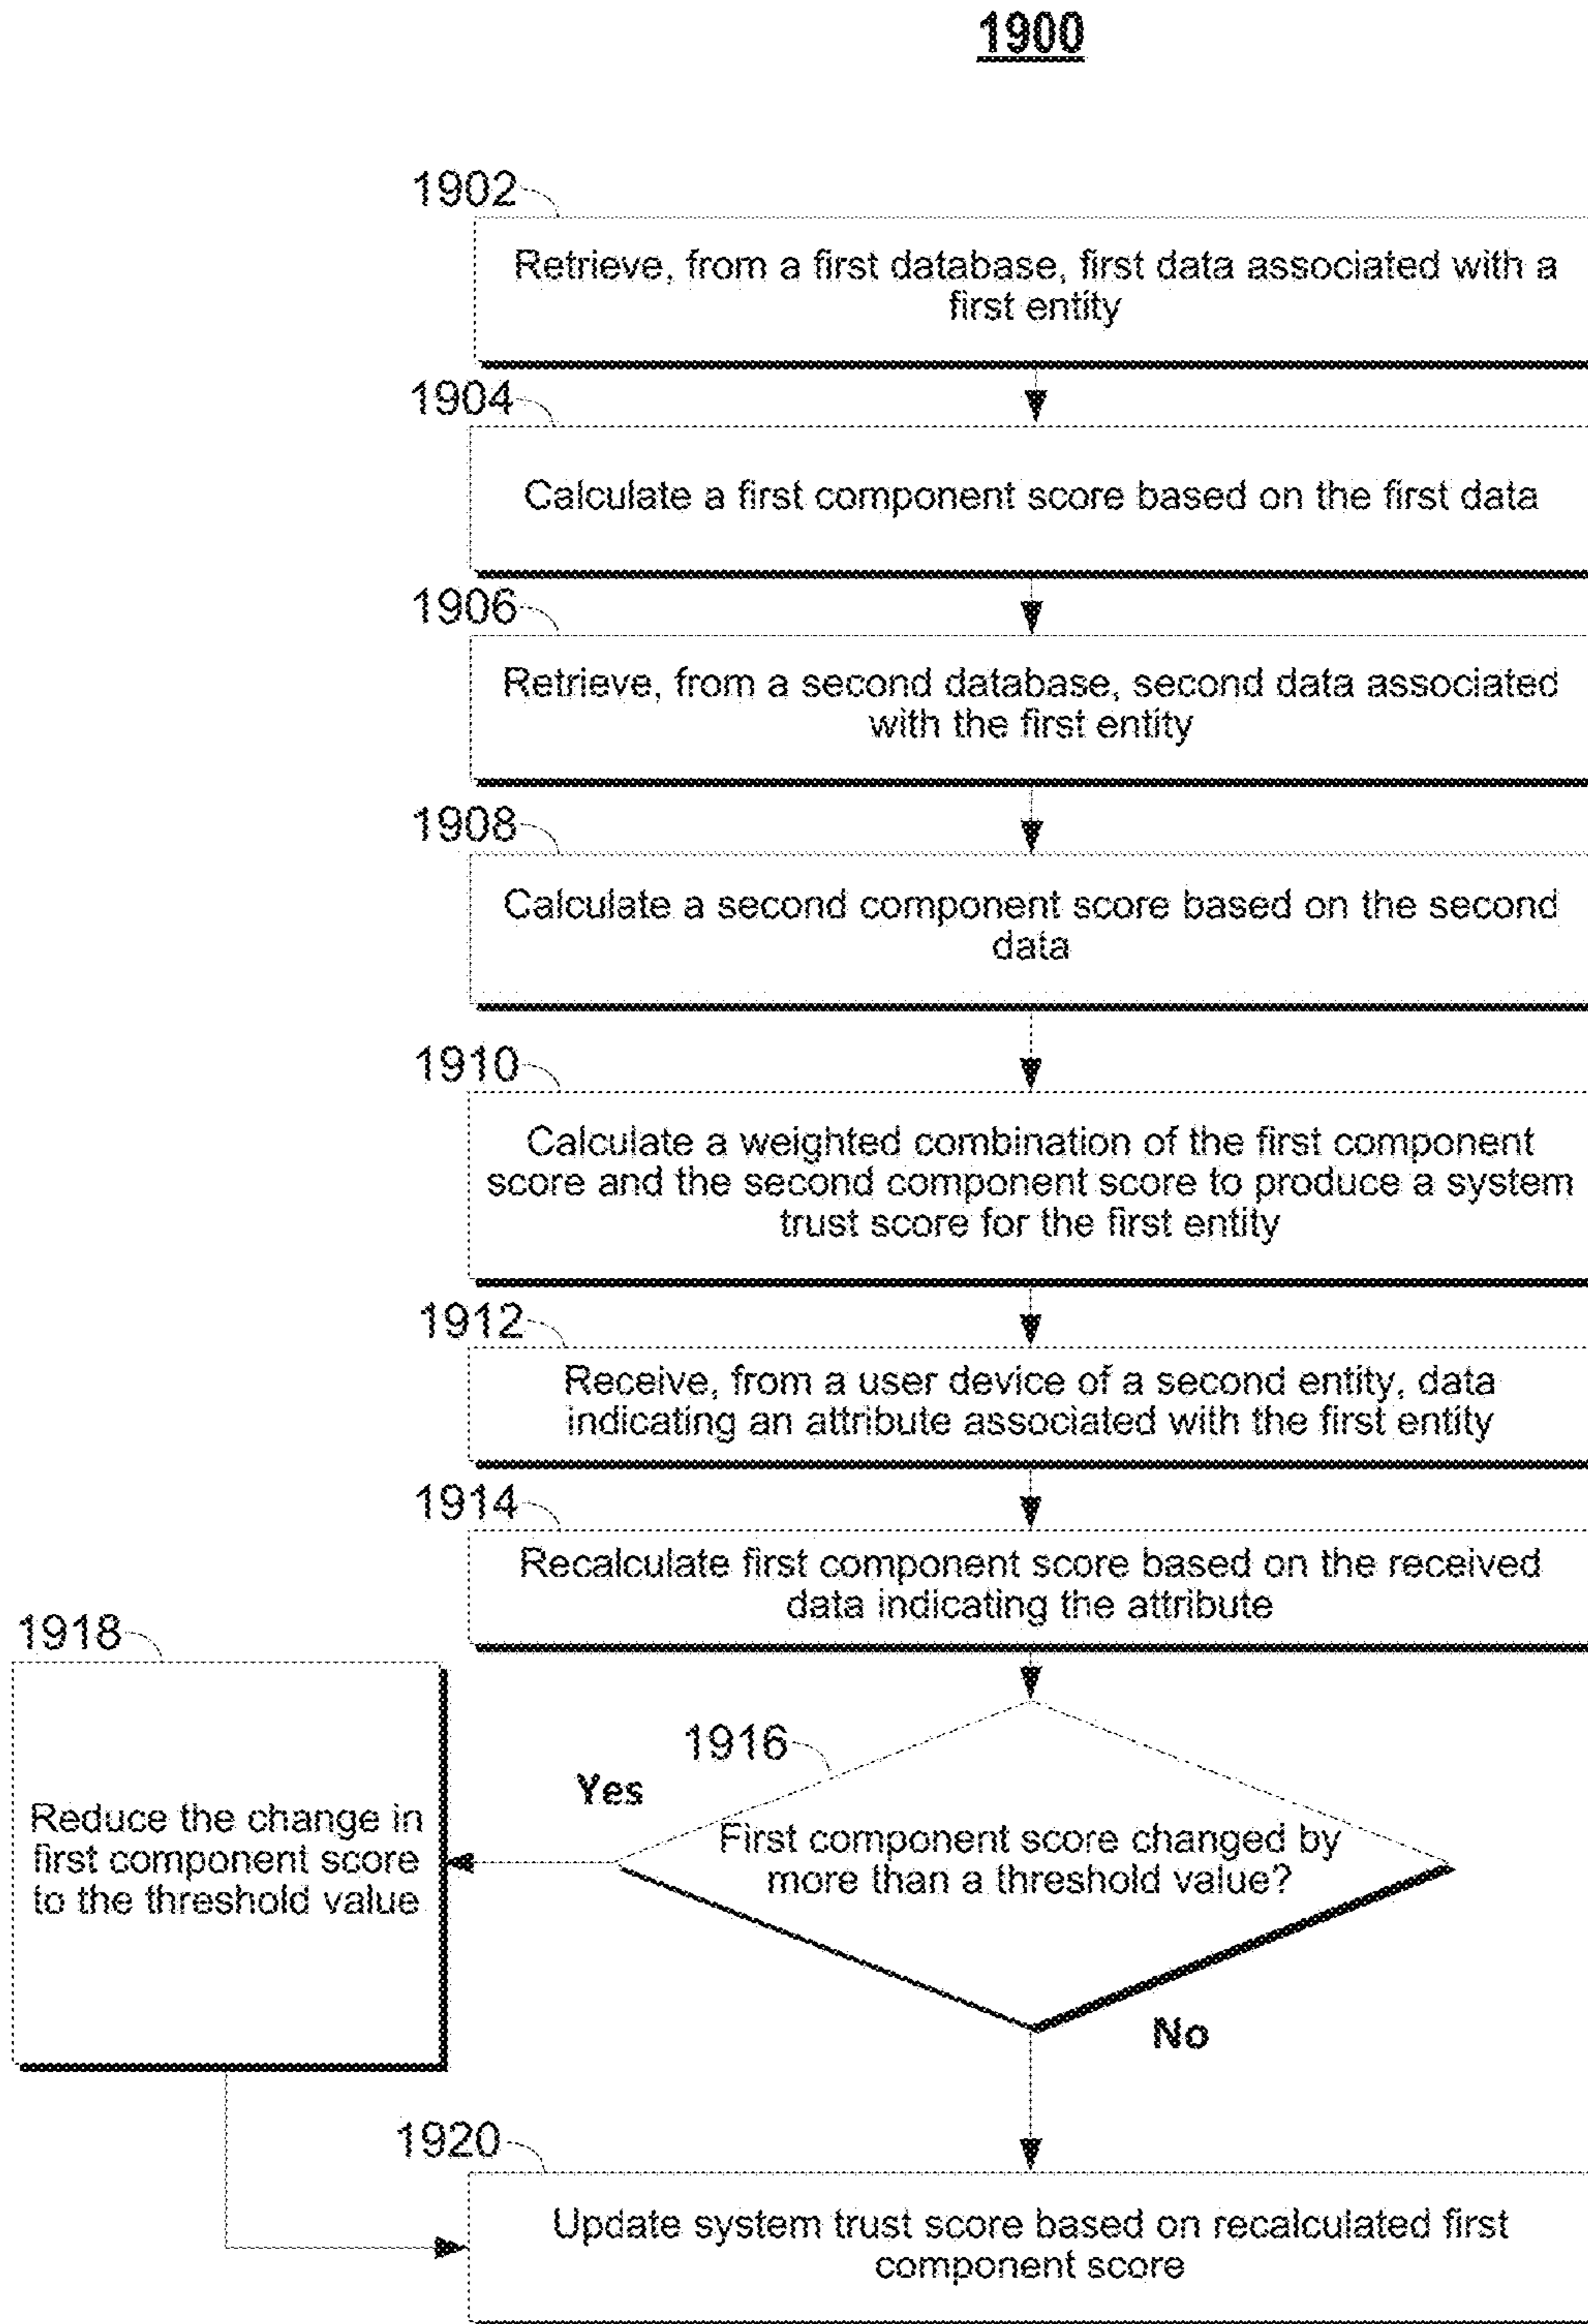 1900
1902
Retrieve, from a first database, first data associated with a
first entity
1904
Calculate a first component score based on the first data
1906
Retrieve, from a second database, second data associated
with the first entity
1908
Calculate a second component score based on the second
data
1910
Calculate a weighted combination of the first component
score and the second component score to produce a system
trust score for the first entity
1912
Receive, from a user device of a second entity, data
indicating an attribute associated with the first entity
1914
Recalculate first component score based on the received
data indicating the attribute
1916
First component score changed by
more than a threshold value?
Yes
1918
Reduce the change in
first component score
to the threshold value
No
1920
Update system trust score based on recalculated first
component score